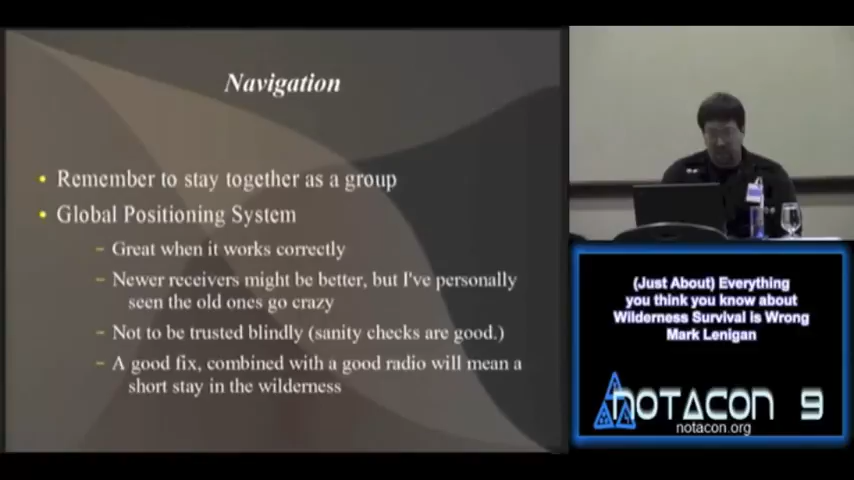 Navigation
• Remember to stay together as a group
• Global Positioning System
– Great when it works correctly
– Newer receivers might be better, but I've personally
seen the old ones go crazy
– Not to be trusted blindly (sanity checks are good.)
– A good fix, combined with a good radio will mean a
short stay in the wilderness
(Just About) Everything
you think you know about
Wilderness Survival is Wrong
Mark Lenigan
NOTACON 9
notacon.org